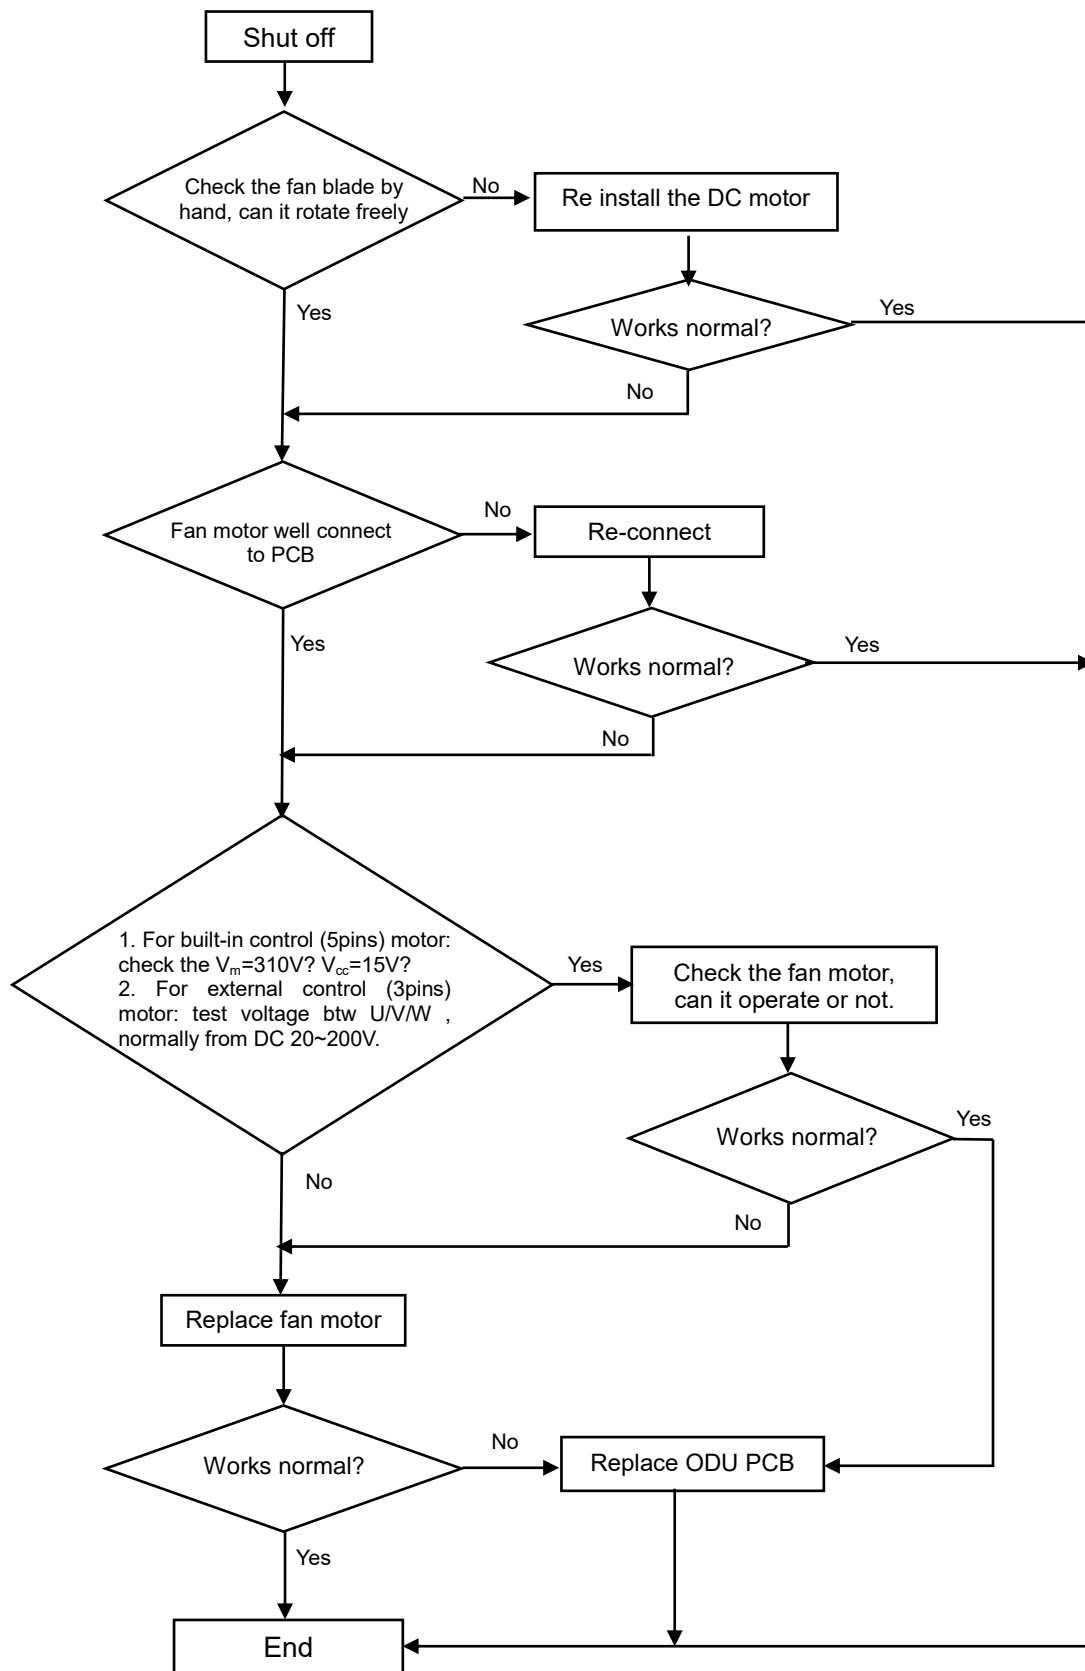 Shut off
Check the fan blade by
hand, can it rotate freely
No
Re install the DC motor
Yes
Works normal?
Yes
No
Fan motor well connect
to PCB
No
Re-connect
Yes
Works normal?
Yes
No
1. For built-in control (5pins) motor:
check the Vm=310V? Vcc=15V?
2. For external control (3pins)
motor: test voltage btw U/V/W ,
normally from DC 20~200V.
Yes
Check the fan motor,
can it operate or not.
Works normal?
Yes
No
No
Replace fan motor
Works normal?
No
Replace ODU PCB
Yes
End